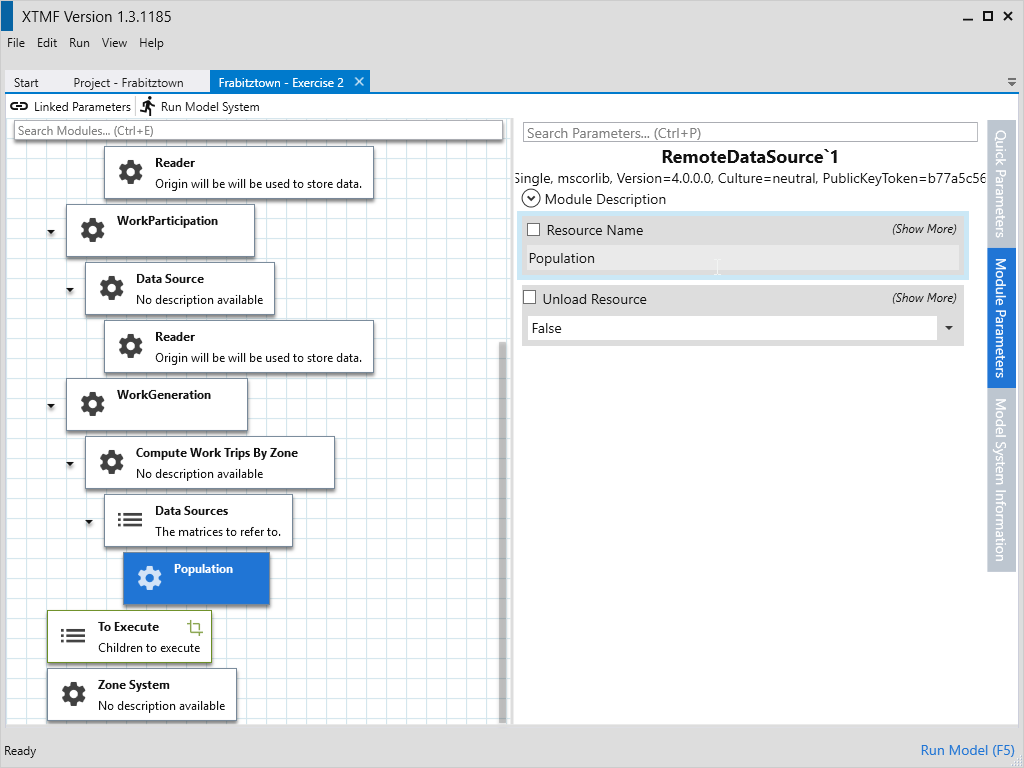 XTMF Version 1.3.1185
File Edit Run View Help
Start Project - Frabitztown Frabitztown - Exercise 2
Linked Parameters Run Model System
Search Modules... (Ctrl+E)
Reader
Origin will be will be used to store data.
WorkParticipation
Data Source
No description available
Reader
Origin will be will be used to store data.
WorkGeneration
Compute Work Trips By Zone
No description available
Data Sources
The matrices to refer to.
Population
To Execute
Children to execute
Zone System
No description available
Search Parameters... (Ctrl+P)
RemoteDataSource`1
Single, mscorlib, Version=4.0.0.0, Culture=neutral, PublicKeyToken=b77a5c56
Module Description
Resource Name (Show More)
Population
Unload Resource (Show More)
False
Quick Parameters
Module Parameters
Model System Information
Ready
Run Model (F5)